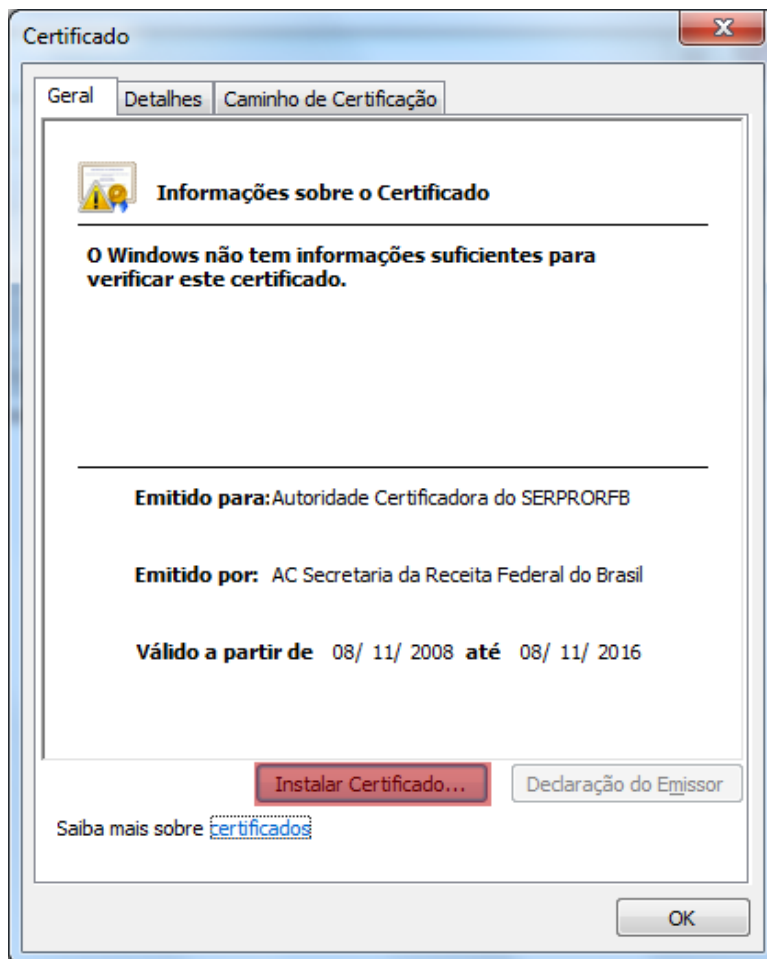 Certificado
Geral Detalhes Caminho de Certificação
Informações sobre o Certificado
O Windows não tem informações suficientes para
verificar este certificado.
Emitido para: Autoridade Certificadora do SERPRORFB
Emitido por: AC Secretaria da Receita Federal do Brasil
Válido a partir de 08/ 11/ 2008 até 08/ 11/ 2016
Instalar Certificado... Declaração do Emissor
Saiba mais sobre certificados
OK